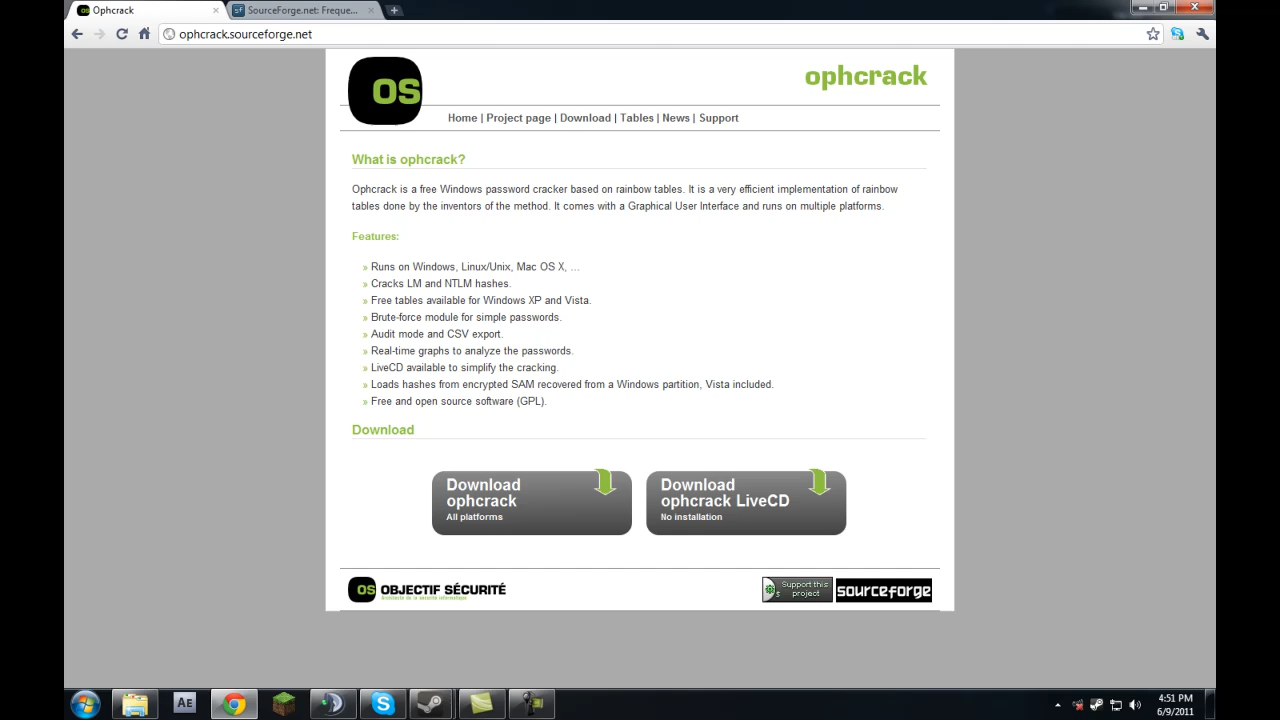 Ophcrack
SourceForge.net: Freque...
ophcrack.sourceforge.net
OS
ophcrack
Home | Project page | Download | Tables | News | Support
What is ophcrack?
Ophcrack is a free Windows password cracker based on rainbow tables. It is a very efficient implementation of rainbow
tables done by the inventors of the method. It comes with a Graphical User Interface and runs on multiple platforms.
Features:
» Runs on Windows, Linux/Unix, Mac OS X, ...
» Cracks LM and NTLM hashes.
» Free tables available for Windows XP and Vista.
» Brute-force module for simple passwords.
» Audit mode and CSV export.
» Real-time graphs to analyze the passwords.
» LiveCD available to simplify the cracking.
» Loads hashes from encrypted SAM recovered from a Windows partition, Vista included.
» Free and open source software (GPL).
Download
Download
ophcrack
All platforms
Download
ophcrack LiveCD
No installation
OS OBJECTIF SÉCURITÉ
Support this
project
sourceforge
Ae
4:51 PM
6/9/2011